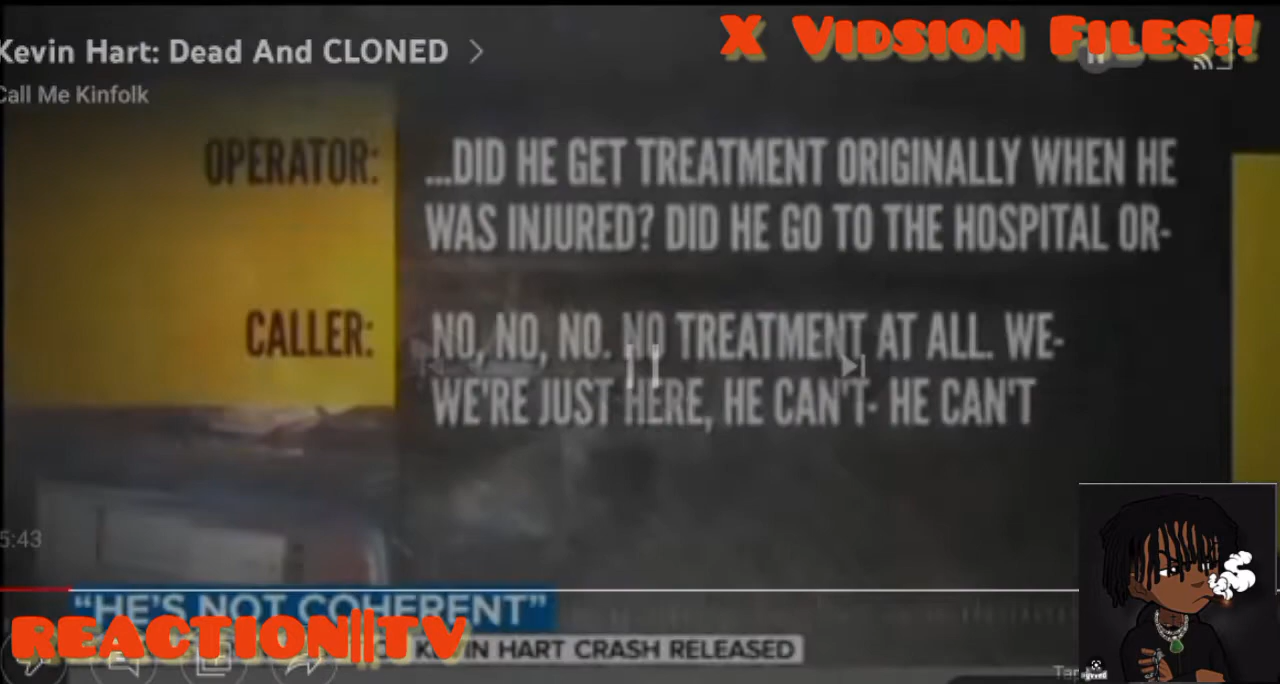 Kevin Hart: Dead And CLONED
X VIDSION FILES!!
Call Me Kinfolk
OPERATOR:
...DID HE GET TREATMENT ORIGINALLY WHEN HE
WAS INJURED? DID HE GO TO THE HOSPITAL OR-
CALLER:
NO, NO, NO. NO TREATMENT AT ALL. WE-
WE'RE JUST HERE, HE CAN'T- HE CAN'T
5:43
"HE'S NOT COHERENT"
REACTION||TV
KEVIN HART CRASH RELEASED